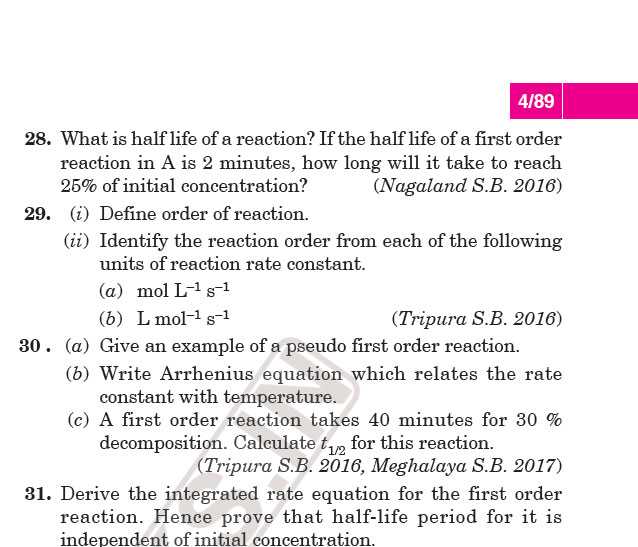 4/89
28. What is half life of a reaction? If the half life of a first order
reaction in A is 2 minutes, how long will it take to reach
25% of initial concentration? (Nagaland S.B. 2016)
29. (i) Define order of reaction.
(ii) Identify the reaction order from each of the following
units of reaction rate constant.
(a) mol L⁻¹ s⁻¹
(b) L mol⁻¹ s⁻¹ (Tripura S.B. 2016)
30 . (a) Give an example of a pseudo first order reaction.
(b) Write Arrhenius equation which relates the rate
constant with temperature.
(c) A first order reaction takes 40 minutes for 30 %
decomposition. Calculate t₁/₂ for this reaction.
(Tripura S.B. 2016, Meghalaya S.B. 2017)
31. Derive the integrated rate equation for the first order
reaction. Hence prove that half-life period for it is
independent of initial concentration.
S.IN